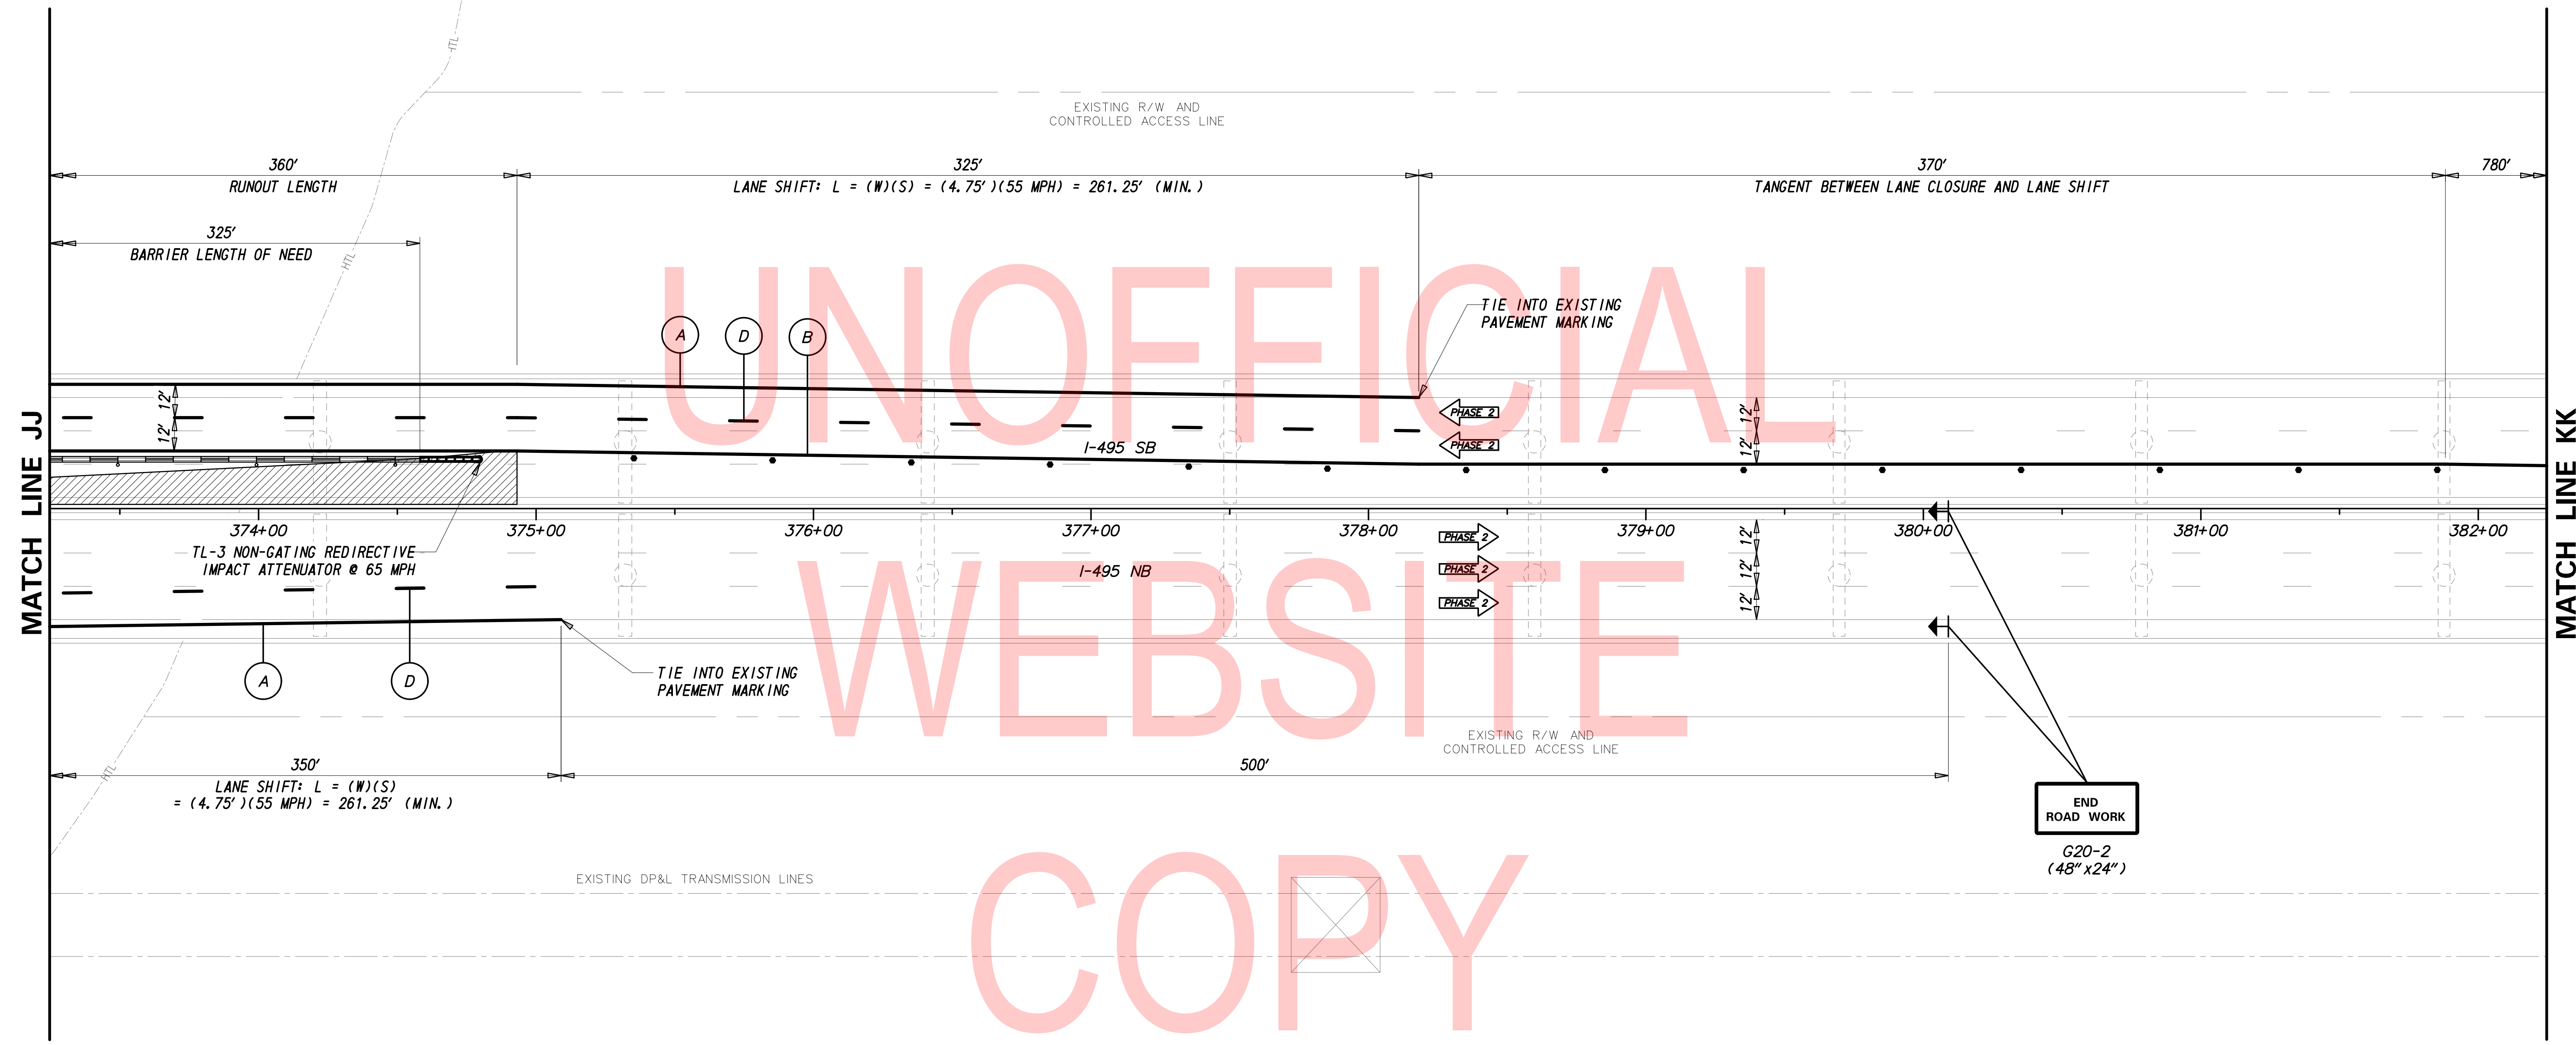 HTL
EXISTING R/W AND
CONTROLLED ACCESS LINE
360'
RUNOUT LENGTH
325'
LANE SHIFT: L = (W)(S) = (4.75')(55 MPH) = 261.25' (MIN.)
370'
TANGENT BETWEEN LANE CLOSURE AND LANE SHIFT
780'
325'
BARRIER LENGTH OF NEED
HTL
UNOFFICIAL
WEBSITE
COPY
A
D
B
TIE INTO EXISTING
PAVEMENT MARKING
MATCH LINE JJ
12'
12'
I-495 SB
PHASE 2
PHASE 2
12'
12'
MATCH LINE KK
374+00
375+00
376+00
377+00
378+00
379+00
380+00
381+00
382+00
TL-3 NON-GATING REDIRECTIVE
IMPACT ATTENUATOR @ 65 MPH
I-495 NB
PHASE 2
PHASE 2
PHASE 2
12'
12'
12'
A
D
TIE INTO EXISTING
PAVEMENT MARKING
HTL
EXISTING R/W AND
CONTROLLED ACCESS LINE
350'
LANE SHIFT: L = (W)(S)
= (4.75')(55 MPH) = 261.25' (MIN.)
500'
END
ROAD WORK
G20-2
(48"x24")
EXISTING DP&L TRANSMISSION LINES